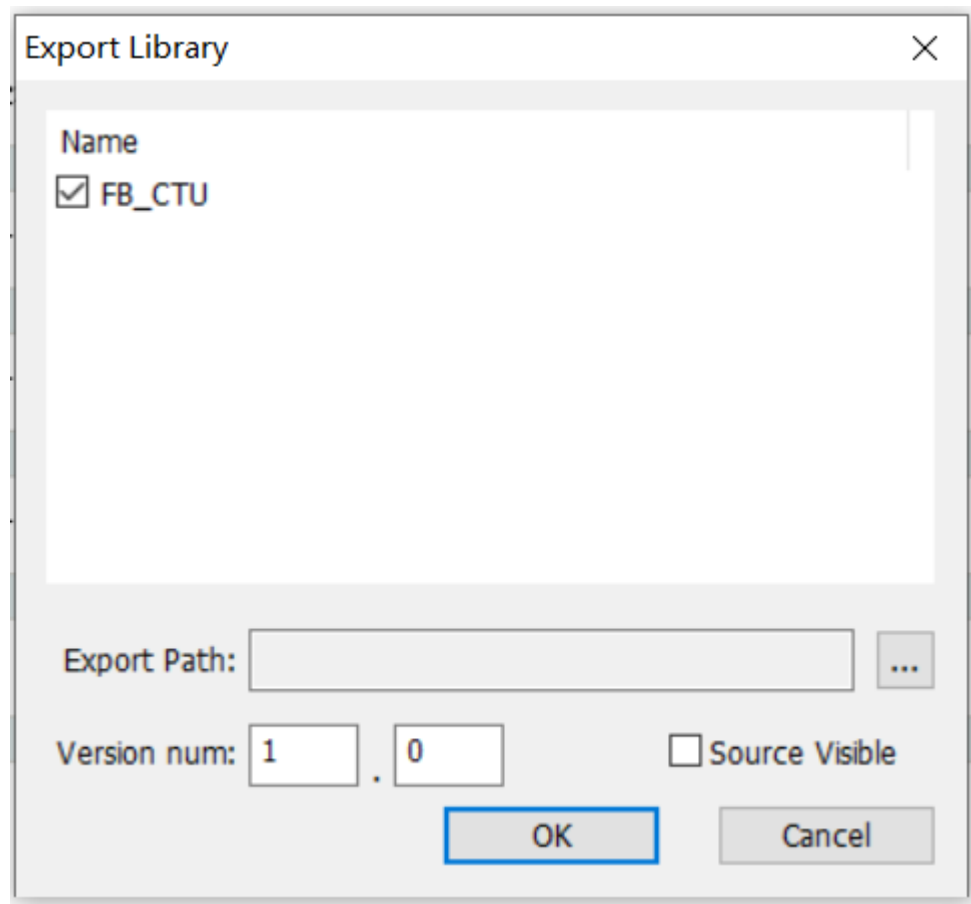 Export Library
Name
FB_CTU
Export Path:
...
Version num: 1 . 0
Source Visible
OK
Cancel